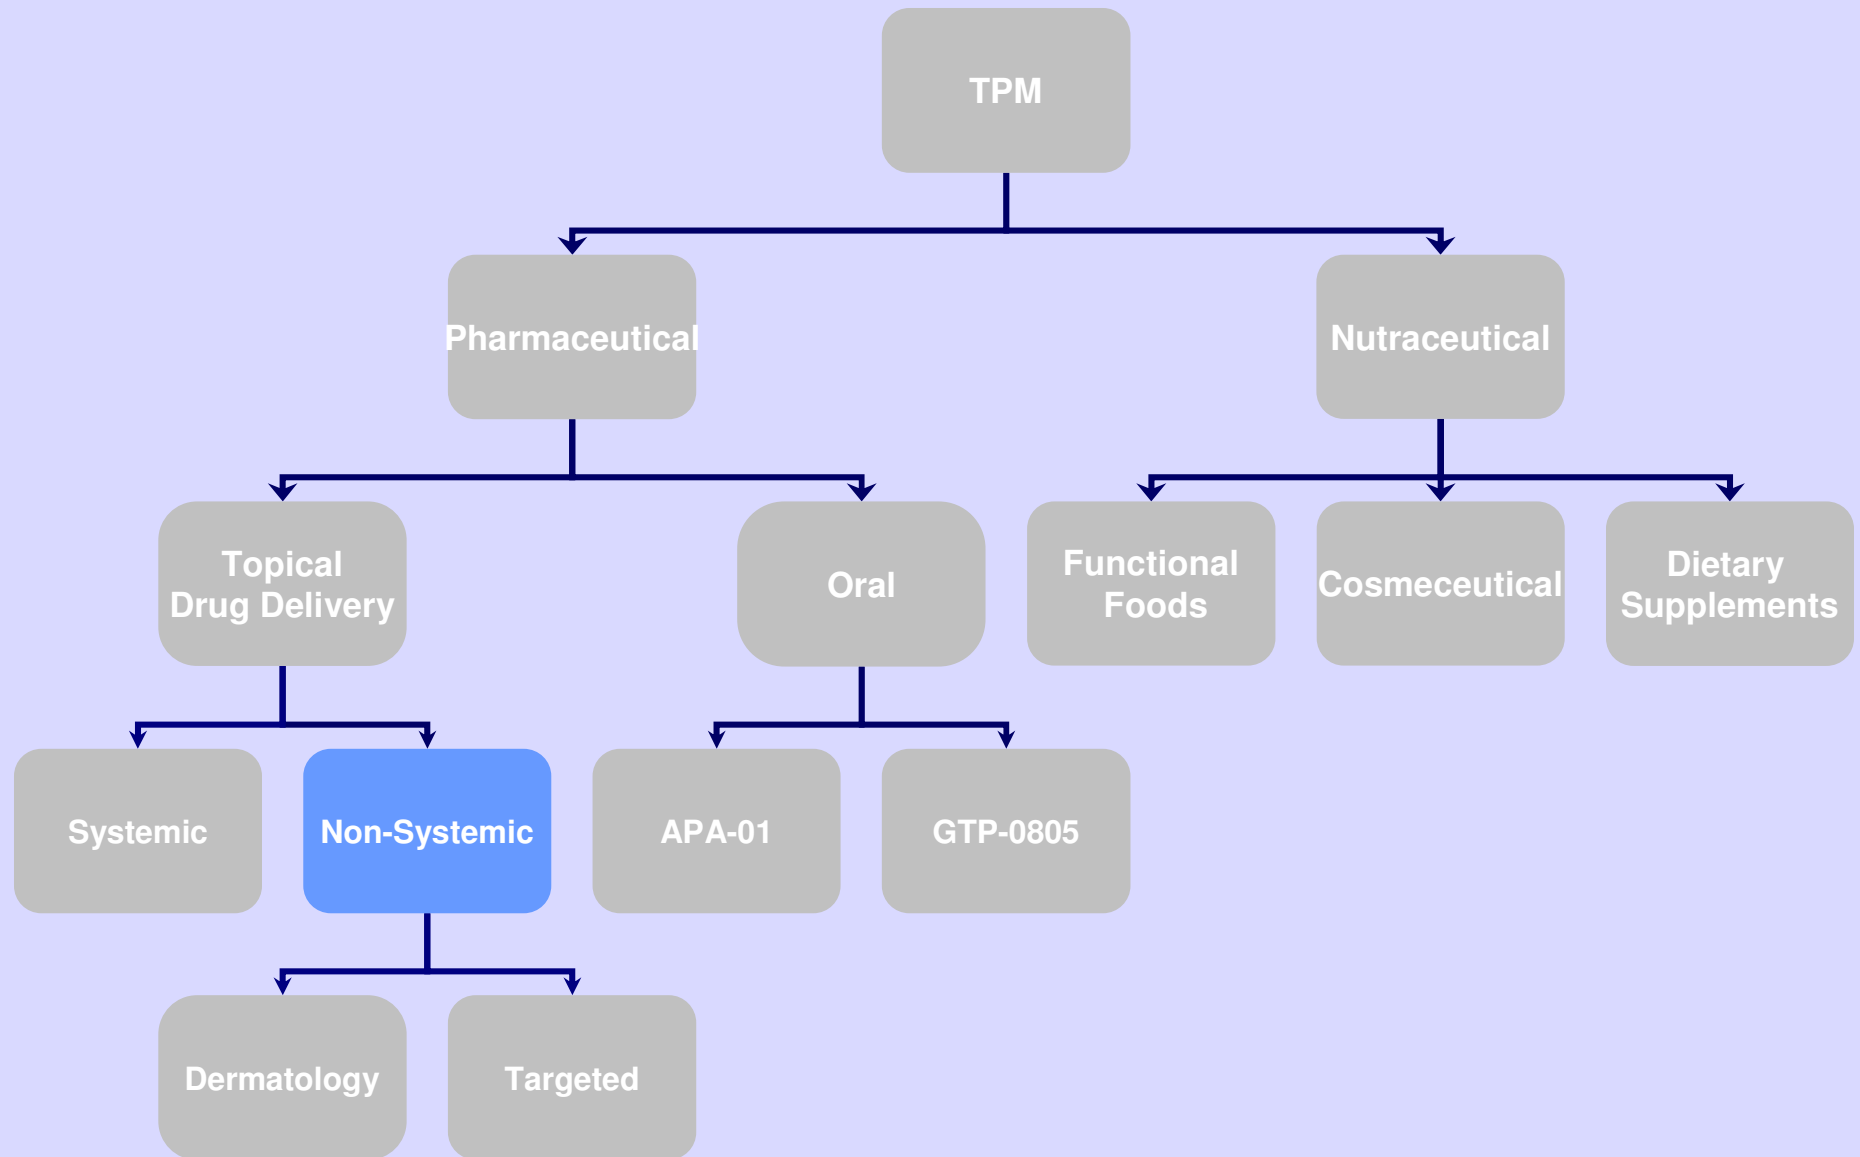 TPM
Pharmaceutical
Nutraceutical
Topical
Drug Delivery
Oral
Functional
Foods
Cosmeceutical
Dietary
Supplements
Systemic
Non-Systemic
APA-01
GTP-0805
Dermatology
Targeted